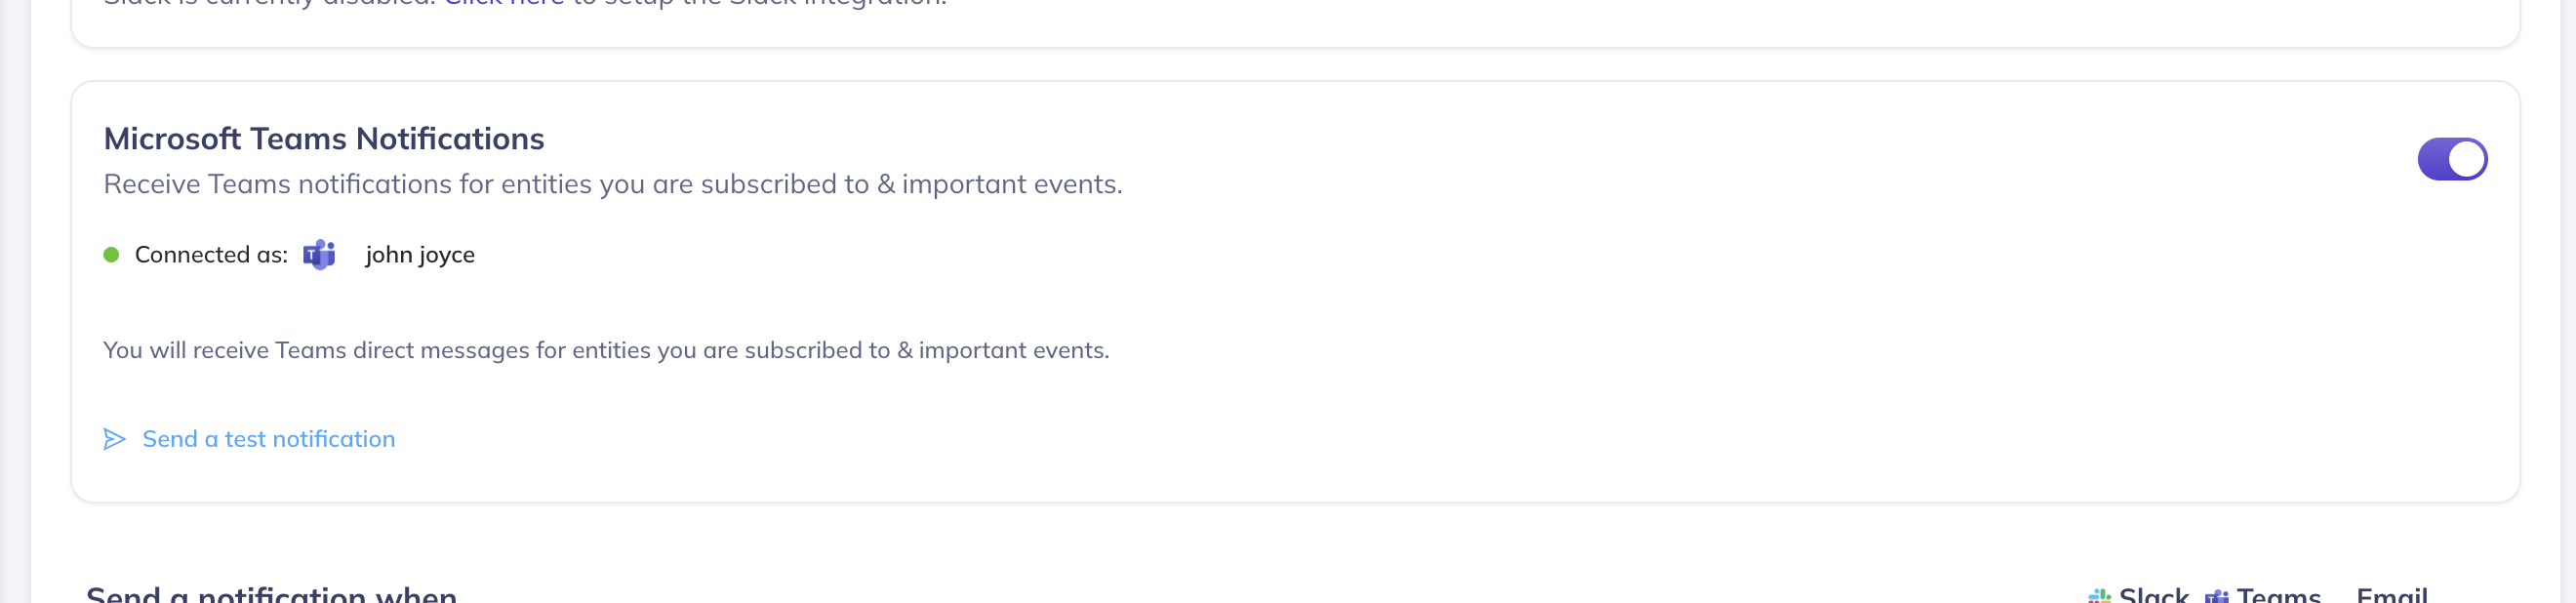 Slack is currently disabled. Click here to setup the Slack integration.
Microsoft Teams Notifications
Receive Teams notifications for entities you are subscribed to & important events.
Connected as: john joyce
You will receive Teams direct messages for entities you are subscribed to & important events.
Send a test notification
Send a notification when Slack Teams Email